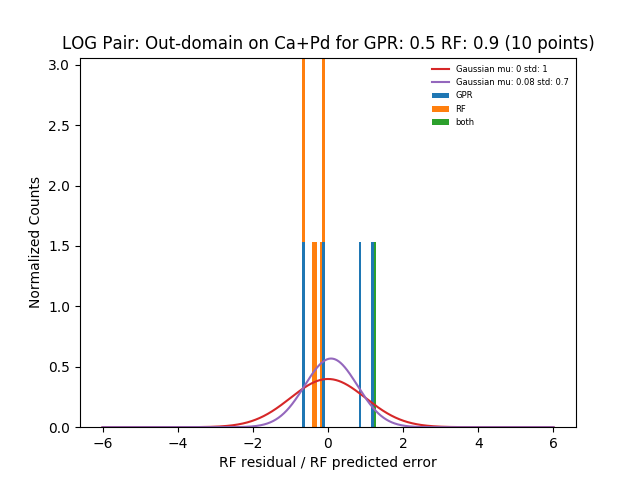 LOG Pair: Out-domain on Ca+Pd for GPR: 0.5 RF: 0.9 (10 points)
Gaussian mu: 0 std: 1
Gaussian mu: 0.08 std: 0.7
GPR
RF
both
Normalized Counts
3.0
2.5
2.0
1.5
1.0
0.5
0.0
−6 −4 −2 0 2 4 6
RF residual / RF predicted error